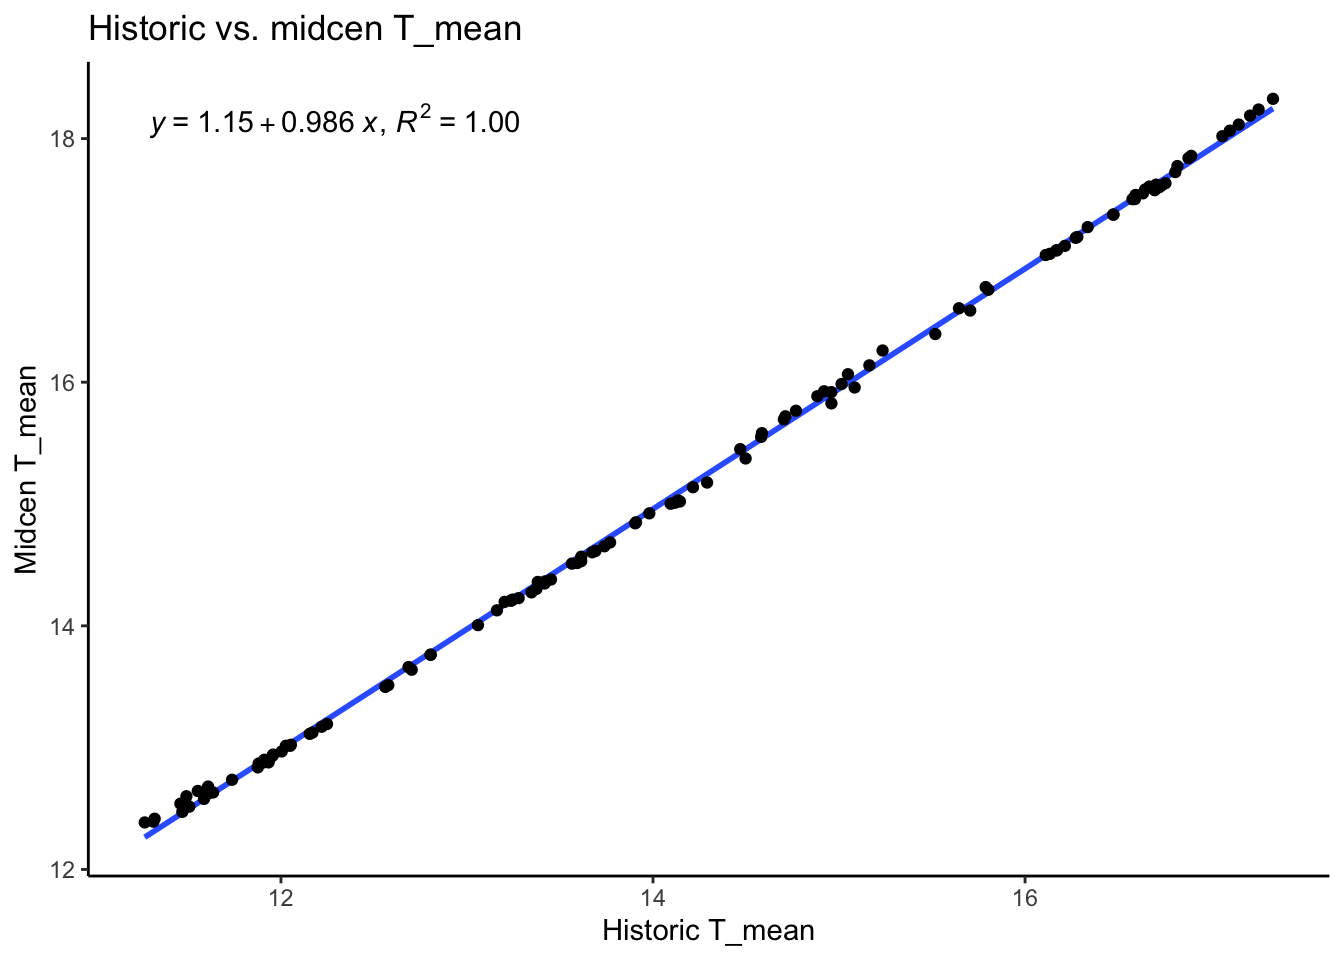 Historic vs. midcen T_mean
y = 1.15 + 0.986 x, R² = 1.00
18
16
14
12
Midcen T_mean
12 14 16
Historic T_mean